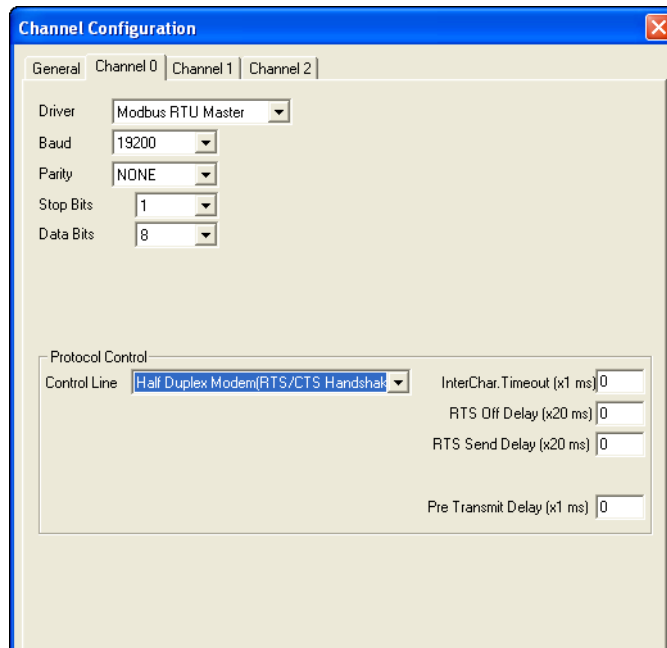 Channel Configuration
General Channel 0 Channel 1 Channel 2
Driver Modbus RTU Master
Baud 19200
Parity NONE
Stop Bits 1
Data Bits 8
Protocol Control
Control Line Half Duplex Modem(RTS/CTS Handshak InterChar.Timeout (x1 ms) 0
RTS Off Delay (x20 ms) 0
RTS Send Delay (x20 ms) 0
Pre Transmit Delay (x1 ms) 0